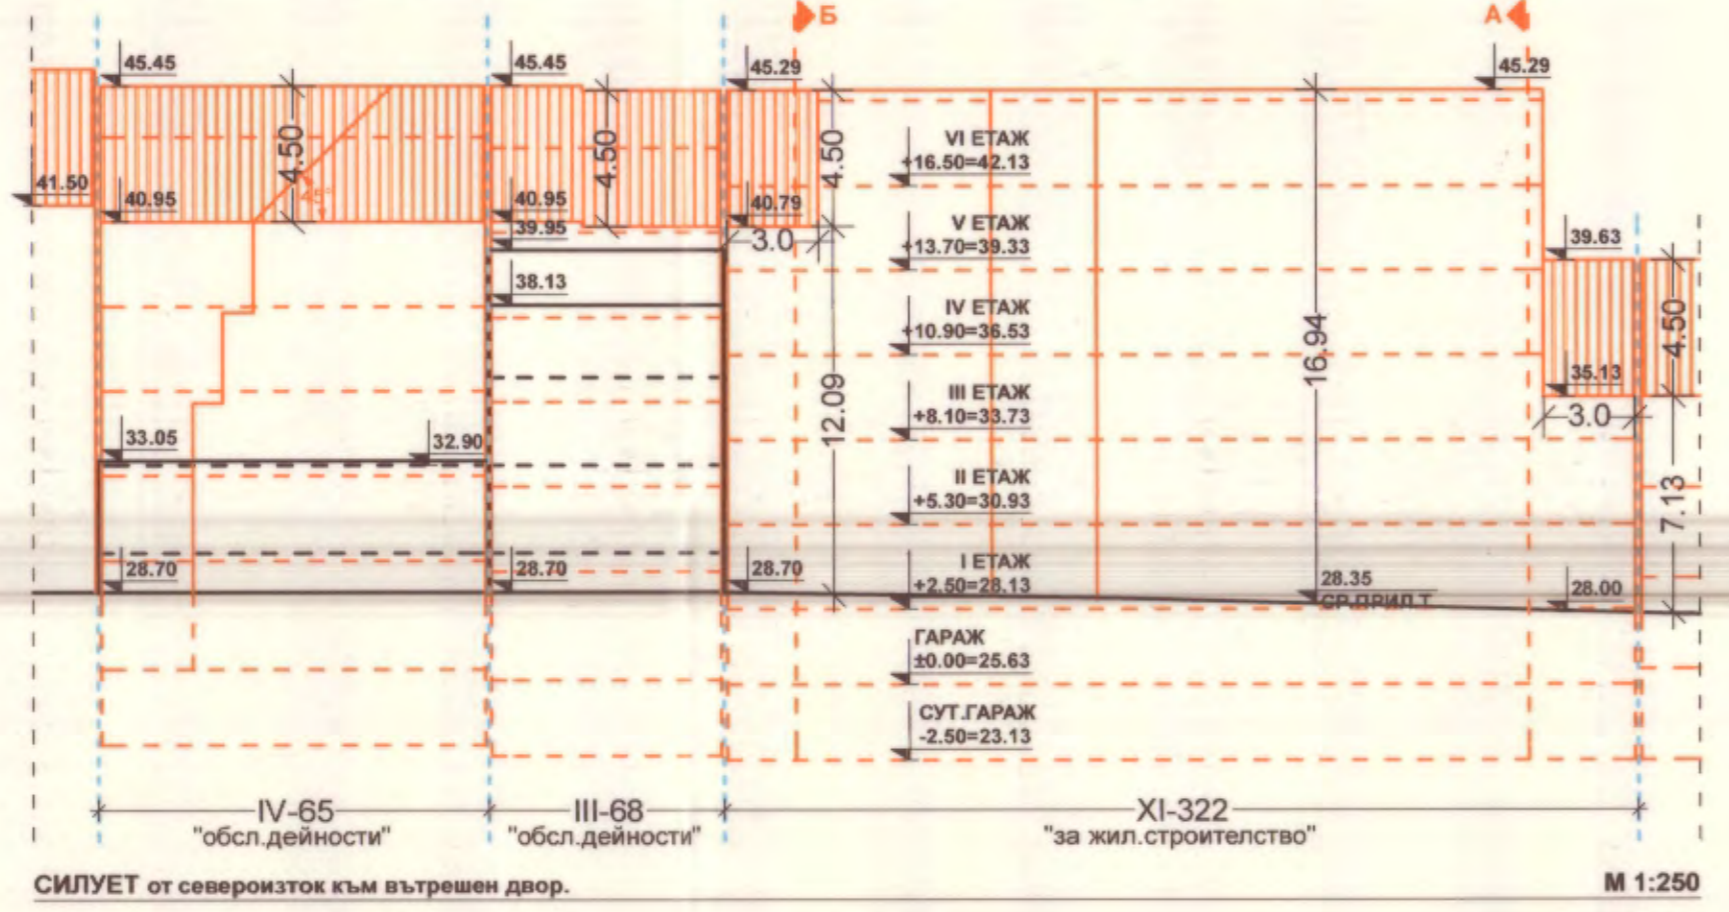 Б
А
45.45
45.45
45.29
45.29
4.50
4.50
4.50
VI ЕТАЖ
+16.50=42.13
41.50
40.95
40.95
40.79
45°
39.95
3.0
V ЕТАЖ
+13.70=39.33
39.63
38.13
IV ЕТАЖ
+10.90=36.53
16.94
4.50
35.13
III ЕТАЖ
+8.10=33.73
12.09
3.0
33.05
32.90
II ЕТАЖ
+5.30=30.93
7.13
28.70
28.70
28.70
I ЕТАЖ
+2.50=28.13
28.35
СР.ПРИЛ.Т
28.00
ГАРАЖ
±0.00=25.63
СУТ.ГАРАЖ
-2.50=23.13
IV-65
III-68
XI-322
"обсл.дейности"
"обсл.дейности"
"за жил.строителство"
СИЛУЕТ от североизток към вътрешен двор.
М 1:250